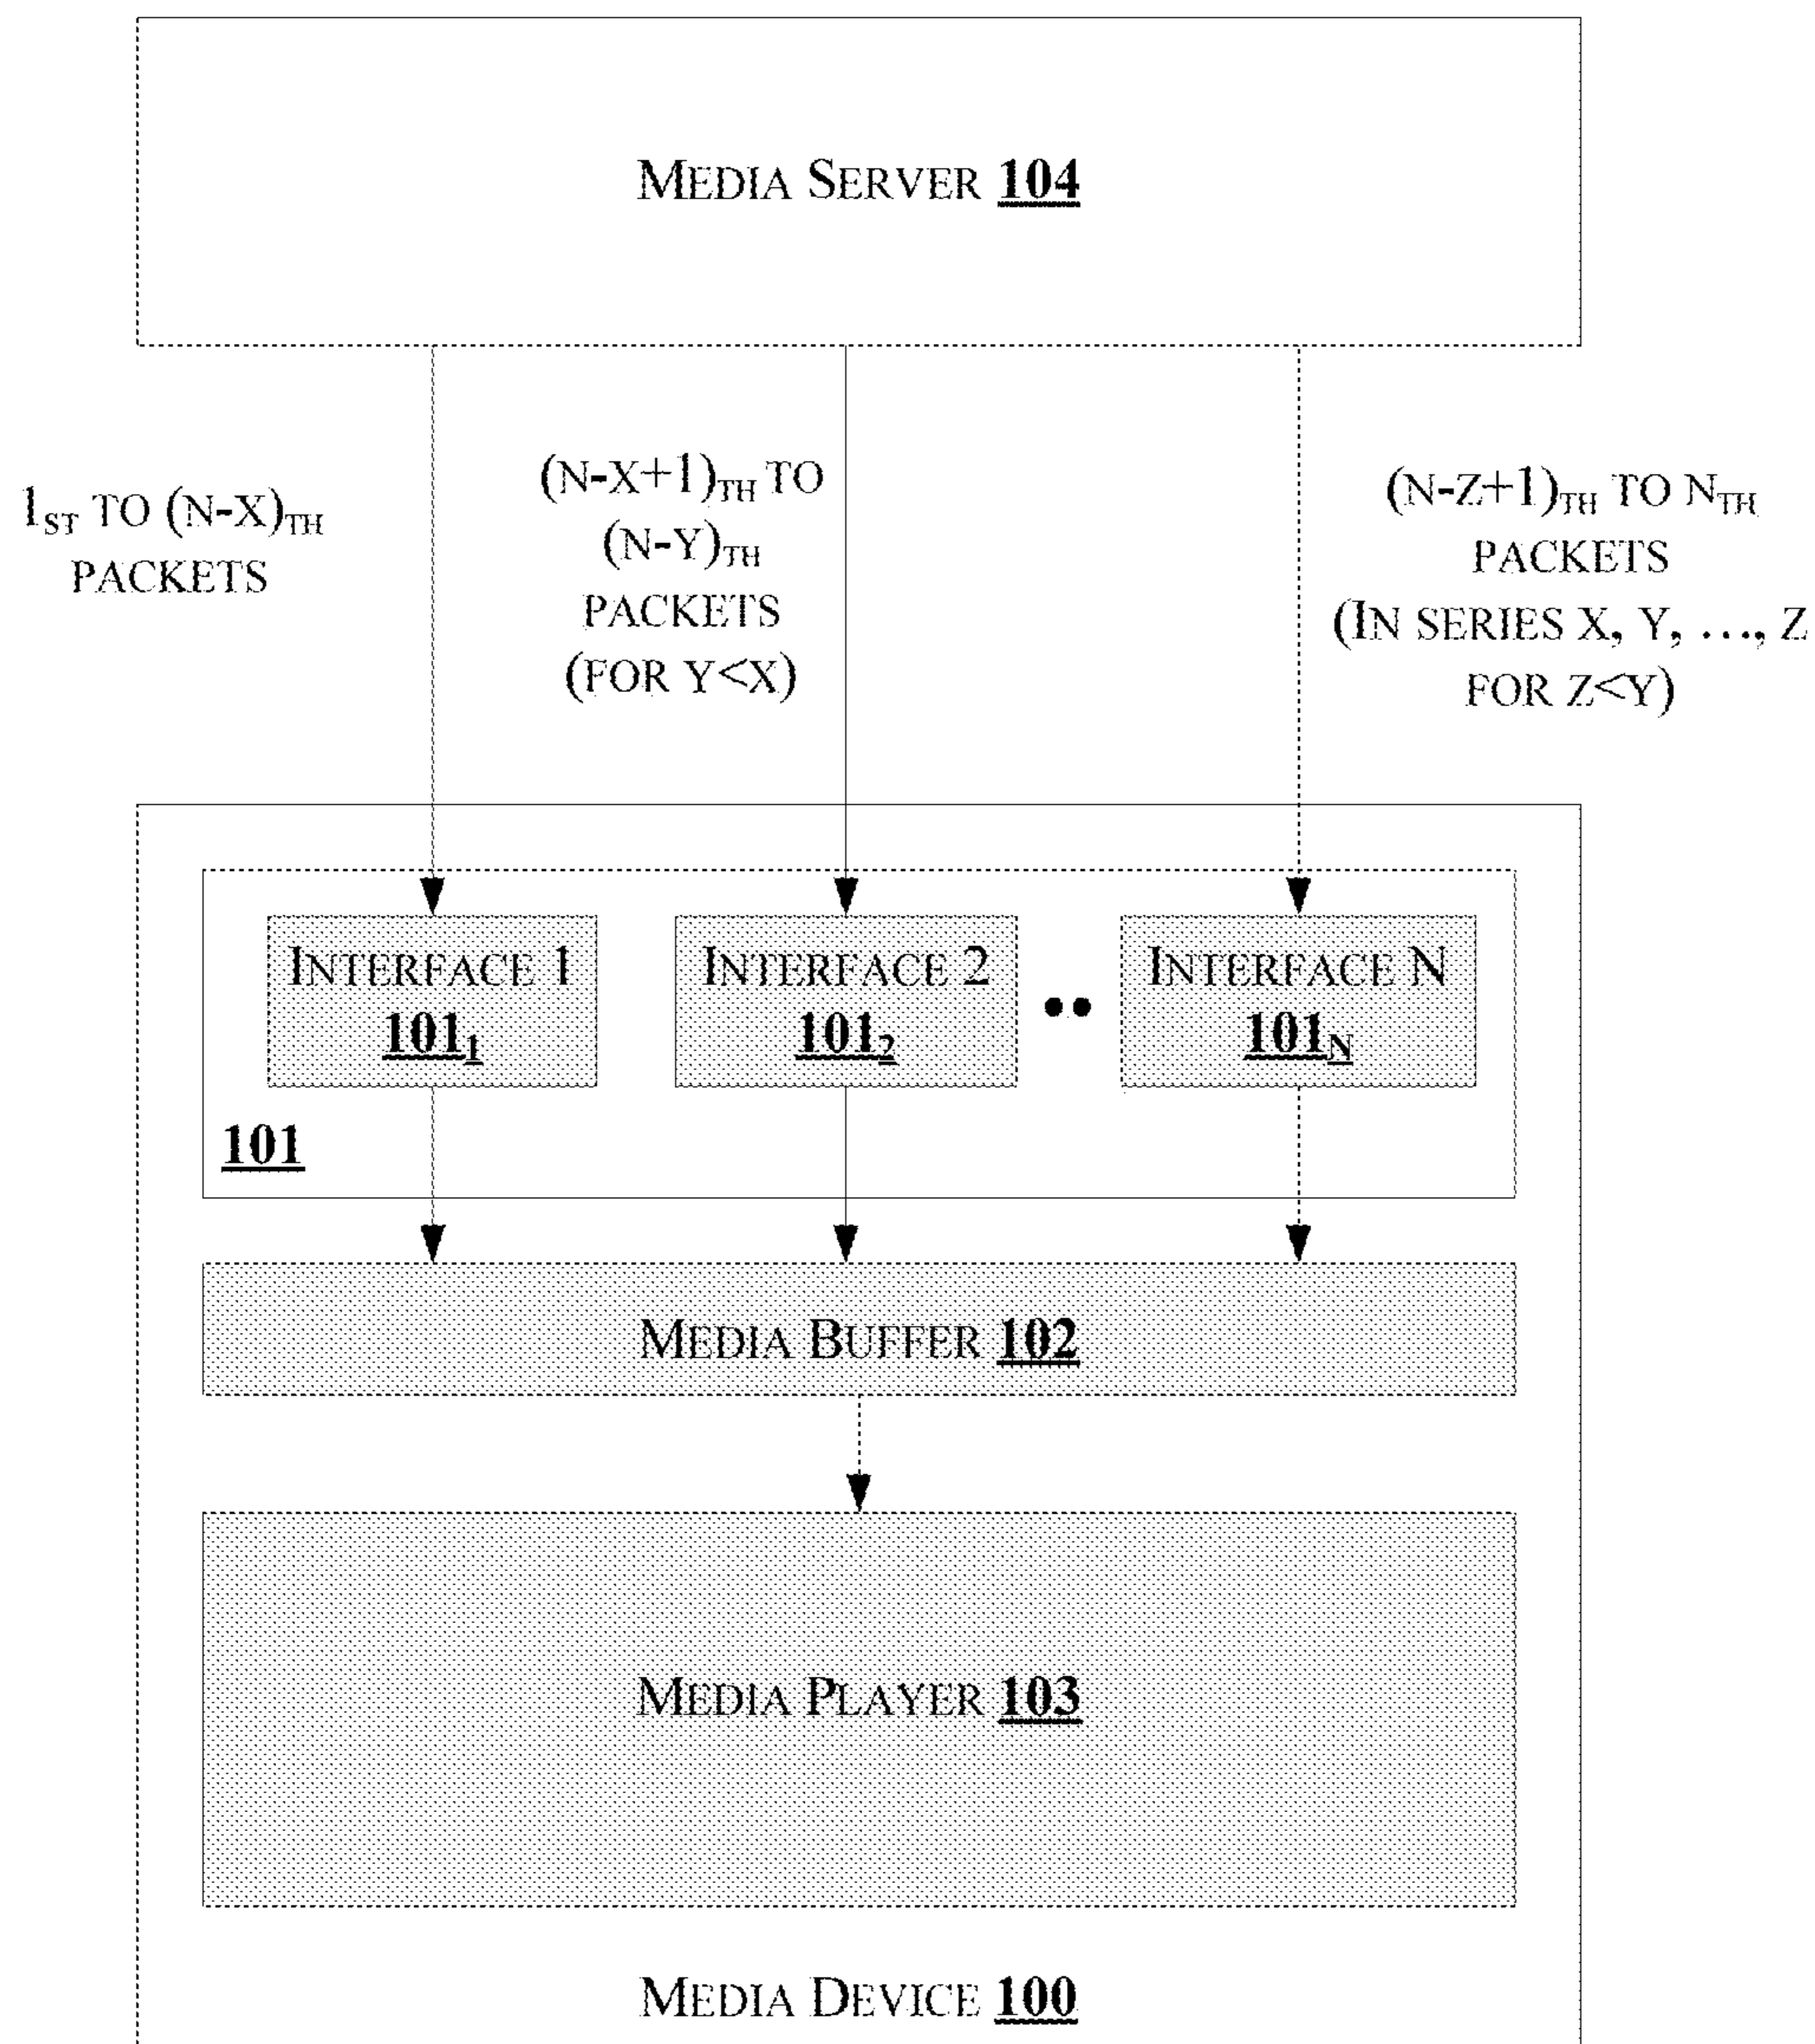 MEDIA SERVER 104
1ST TO (N-X)TH
PACKETS
(N-X+1)TH TO
(N-Y)TH
PACKETS
(FOR Y<X)
(N-Z+1)TH TO NTH
PACKETS
(IN SERIES X, Y, ..., Z
FOR Z<Y)
INTERFACE 1
1011
INTERFACE 2
1012
••
INTERFACE N
101N
101
MEDIA BUFFER 102
MEDIA PLAYER 103
MEDIA DEVICE 100